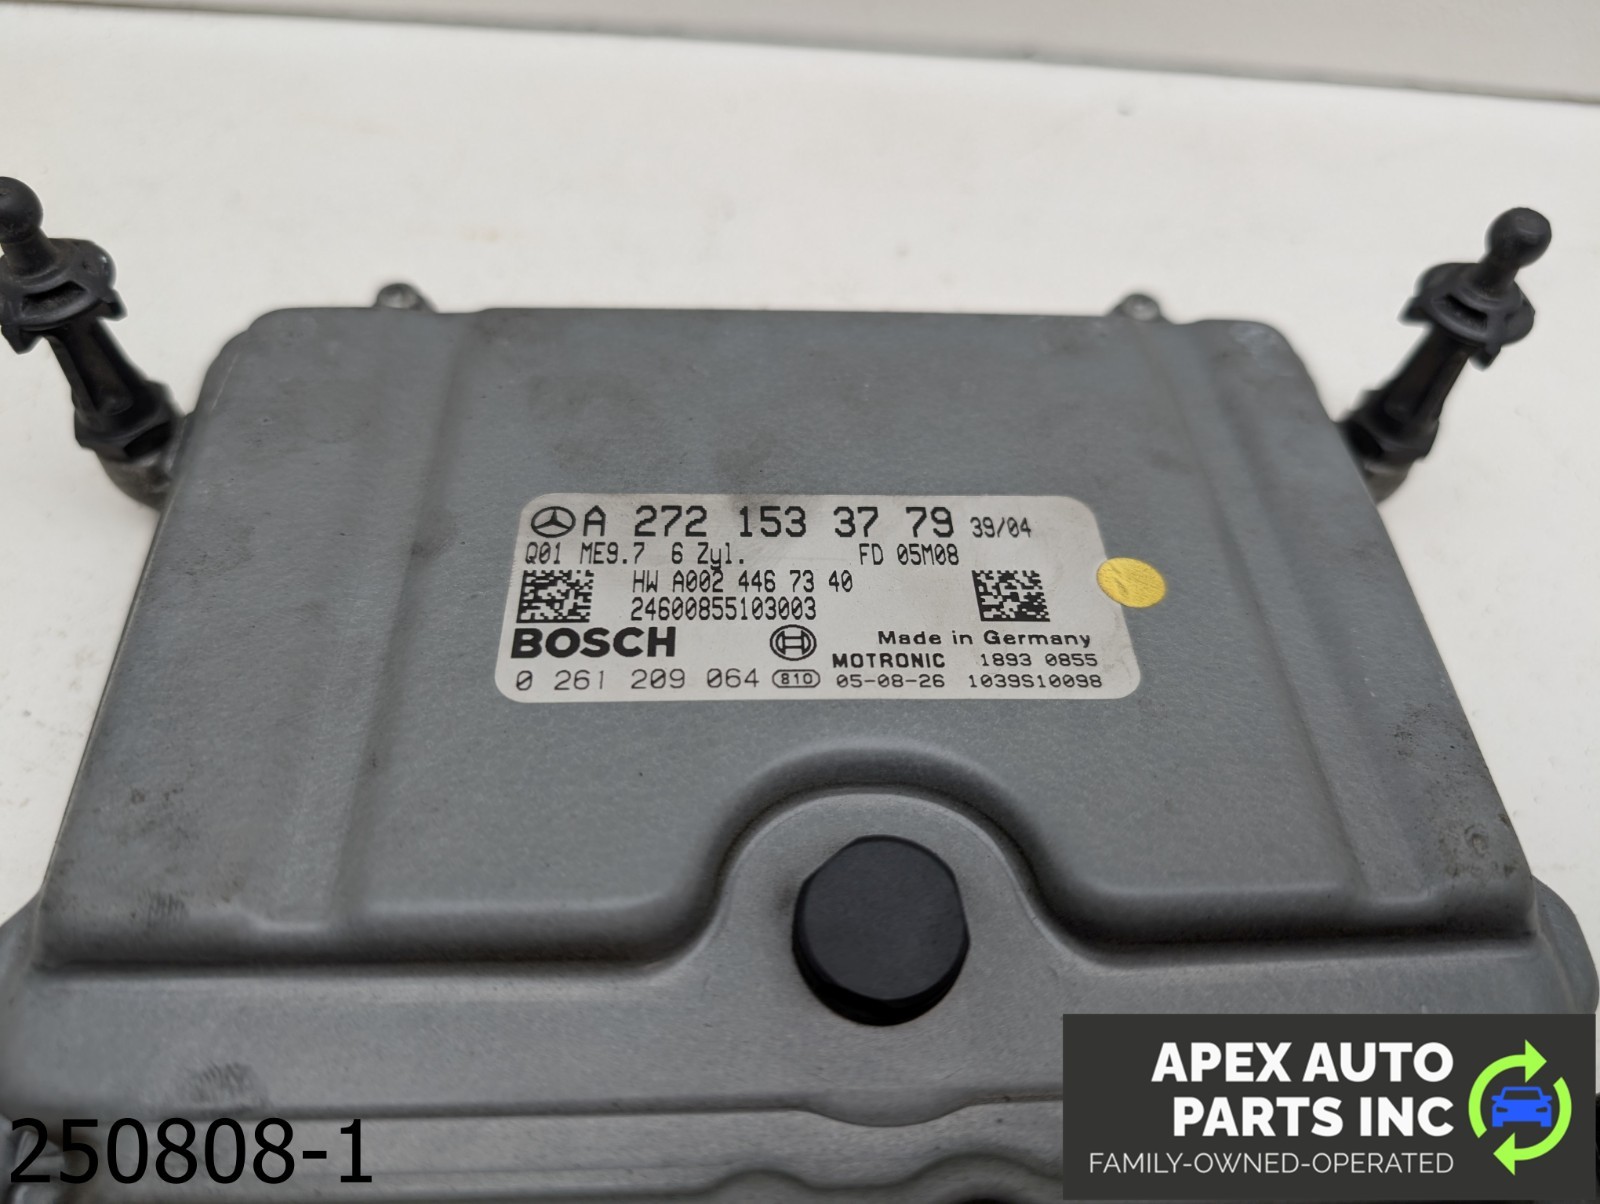 A 272 153 37 79 39/04
Q01 ME9.7 6 Zyl. FD 05M08
HW A002 446 73 40
24600855103003
BOSCH Made in Germany
MOTRONIC 1893 0855
0 261 209 064 810 05-08-26 1039S10098
APEX AUTO
PARTS INC
FAMILY-OWNED-OPERATED
250808-1